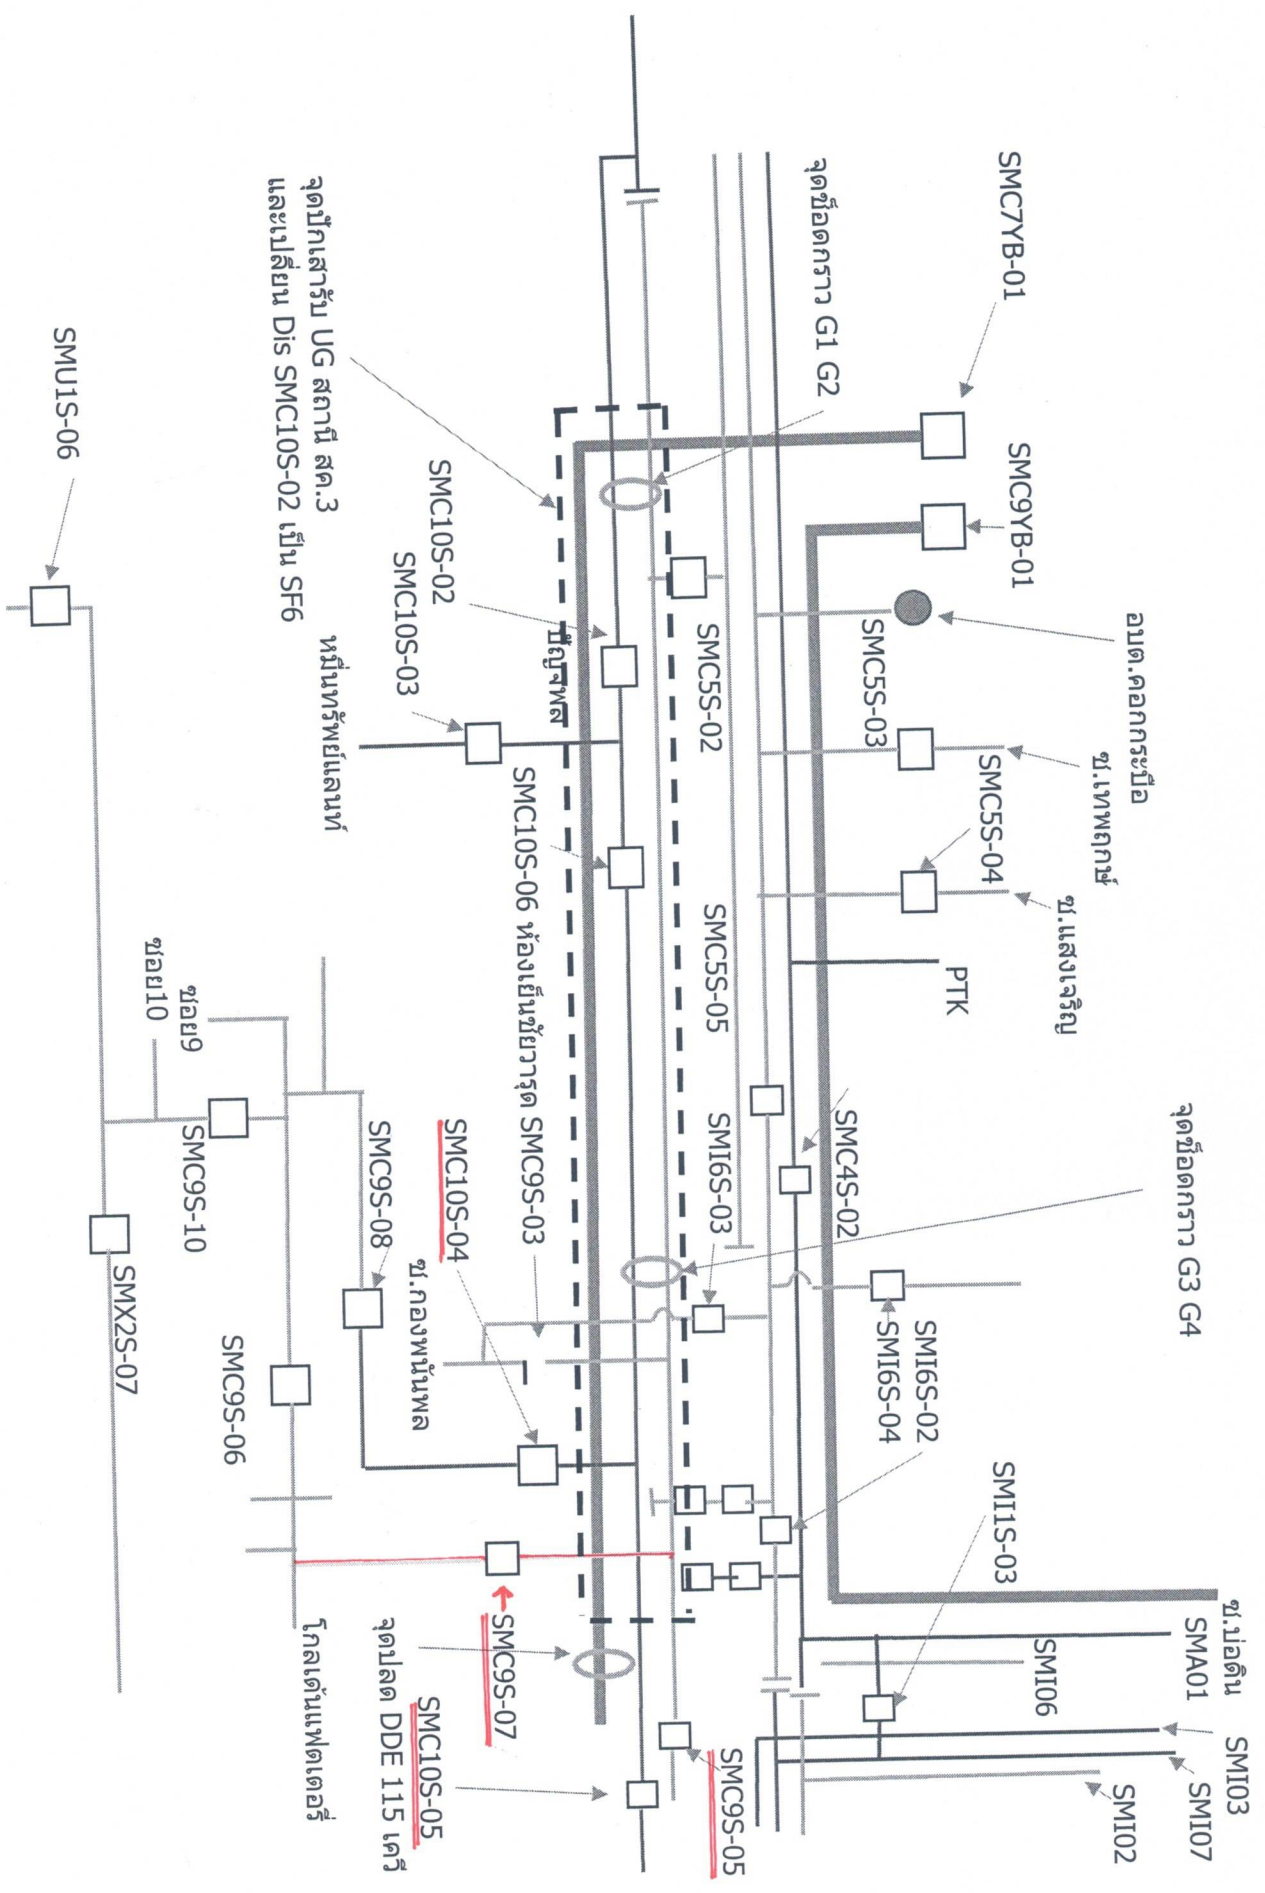 ซ.บ่อดิน
SMA01
SMI03
SMI07
SMI02
SMI06
SMI1S-03
จุดช็อตกราว G3 G4
SMI6S-02
SMI6S-04
ซ.แสงเจริญ
ซ.เทพฤกษ์
อบต.คอกกระบือ
SMC5S-04
SMC5S-03
PTK
SMC9YB-01
SMC7YB-01
SMC4S-02
จุดช็อตกราว G1 G2
SMC5S-02
SMC5S-05
SMI6S-03
SMC9S-05
ปัญจพล
SMC10S-06 ห้องเย็นชัยวารุต SMC9S-03
SMC10S-02
SMC10S-03
SMC10S-04
ซ.กองพนันพล
SMC9S-07
SMC10S-05
จุดปลด DDE 115 เควี
หมื่นทรัพย์แลนท์
จุดปักเสารับ UG สถานี สค.3
และเปลี่ยน Dis SMC10S-02 เป็น SF6
SMC9S-08
โกลเด้นแฟตเตอรี่
SMC9S-06
SMC9S-10
ซอย9
ซอย10
SMX2S-07
SMU1S-06